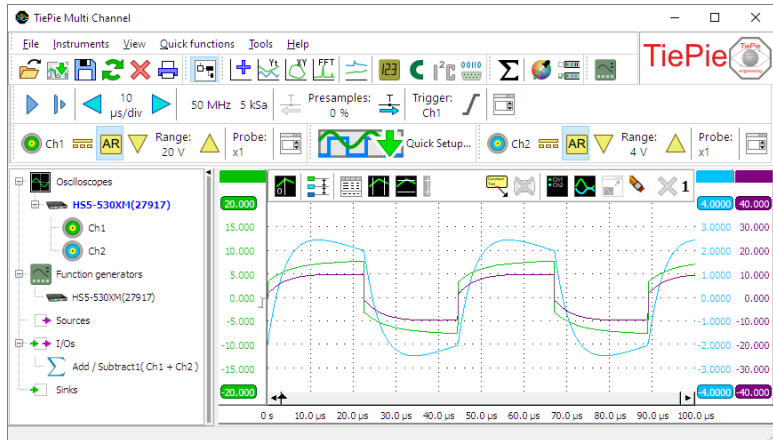 TiePie Multi Channel
File Instruments View Quick functions Tools Help
Yt XY FFT 123 I²C 00110 Σ
TiePie TiePie engineering
10 µs/div 50 MHz 5 kSa Presamples: 0 % Trigger: Ch1
Ch1 AR Range: 20 V Probe: x1 Quick Setup... Ch2 AR Range: 4 V Probe: x1
Oscilloscopes
HS5-530XM(27917)
Ch1
Ch2
Function generators
HS5-530XM(27917)
Sources
I/Os
Add / Subtract1( Ch1 + Ch2 )
Sinks
1
20.000 4.0000 40.000
15.000 3.0000 30.000
10.000 2.0000 20.000
5.000 1.0000 10.000
0.000 0.0000 0.000
-5.000 -1.0000 -10.000
-10.000 -2.0000 -20.000
-15.000 -3.0000 -30.000
-20.000 -4.0000 -40.000
0 s 10.0 µs 20.0 µs 30.0 µs 40.0 µs 50.0 µs 60.0 µs 70.0 µs 80.0 µs 90.0 µs 100.0 µs